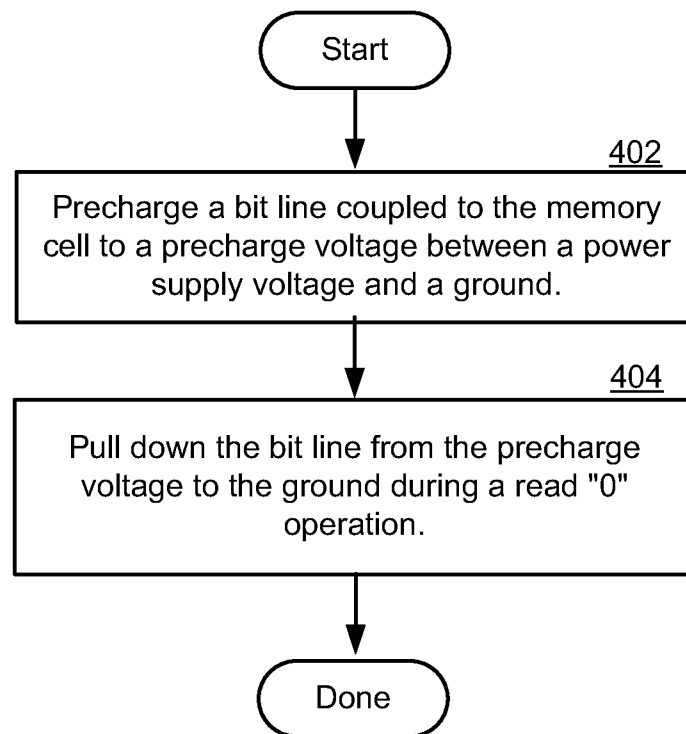 Start
402
Precharge a bit line coupled to the memory
cell to a precharge voltage between a power
supply voltage and a ground.
404
Pull down the bit line from the precharge
voltage to the ground during a read "0"
operation.
Done